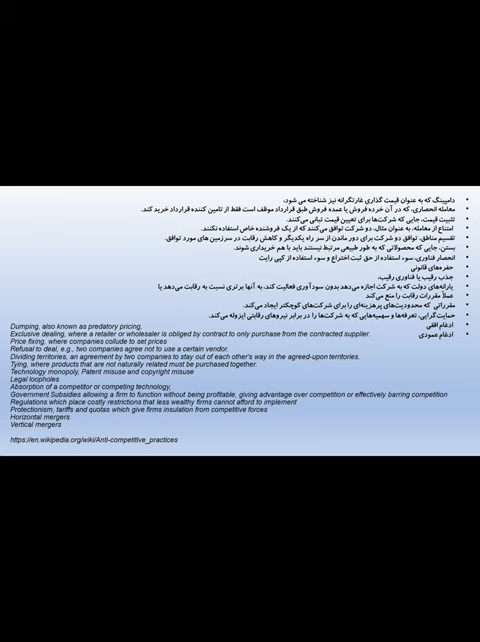 دامپینگ که به عنوان قیمت گذاری غارتگرانه نیز شناخته می شود،
معامله انحصاری، که در آن خرده فروش یا عمده فروش طبق قرارداد موظف است فقط از تامین کننده قرارداد خرید کند.
تثبیت قیمت، جایی که شرکت‌ها برای تعیین قیمت تبانی می‌کنند.
امتناع از معامله، به عنوان مثال، دو شرکت توافق می‌کنند که از یک فروشنده خاص استفاده نکنند.
تقسیم مناطق، توافق دو شرکت برای دور ماندن از سر راه یکدیگر و کاهش رقابت در سرزمین های مورد توافق.
بستن، جایی که محصولاتی که به طور طبیعی مرتبط نیستند باید با هم خریداری شوند.
انحصار فناوری، سوء استفاده از حق ثبت اختراع و سوء استفاده از کپی رایت
حفره‌های قانونی
جذب رقیب یا فناوری رقیب.
یارانه‌های دولت که به شرکت اجازه می‌دهد بدون سودآوری فعالیت کند، به آنها برتری نسبت به رقابت می‌دهد یا
عملاً مقررات رقابت را منع می‌کند
مقرراتی که محدودیت‌های پرهزینه‌ای را برای شرکت‌های کوچکتر ایجاد می‌کند.
حمایت‌گرایی، تعرفه‌ها و سهمیه‌هایی که به شرکت‌ها را در برابر نیروهای رقابتی ایزوله می‌کند.
ادغام افقی
ادغام عمودی
Dumping, also known as predatory pricing,
Exclusive dealing, where a retailer or wholesaler is obliged by contract to only purchase from the contracted supplier.
Price fixing, where companies collude to set prices
Refusal to deal, e.g., two companies agree not to use a certain vendor.
Dividing territories, an agreement by two companies to stay out of each other's way in the agreed-upon territories.
Tying, where products that are not naturally related must be purchased together.
Technology monopoly, Patent misuse and copyright misuse
Legal loopholes
Absorption of a competitor or competing technology,
Government Subsidies allowing a firm to function without being profitable, giving advantage over competition or effectively barring competition
Regulations which place costly restrictions that less wealthy firms cannot afford to implement
Protectionism, tariffs and quotas which give firms insulation from competitive forces
Horizontal mergers
Vertical mergers
https://en.wikipedia.org/wiki/Anti-competitive_practices